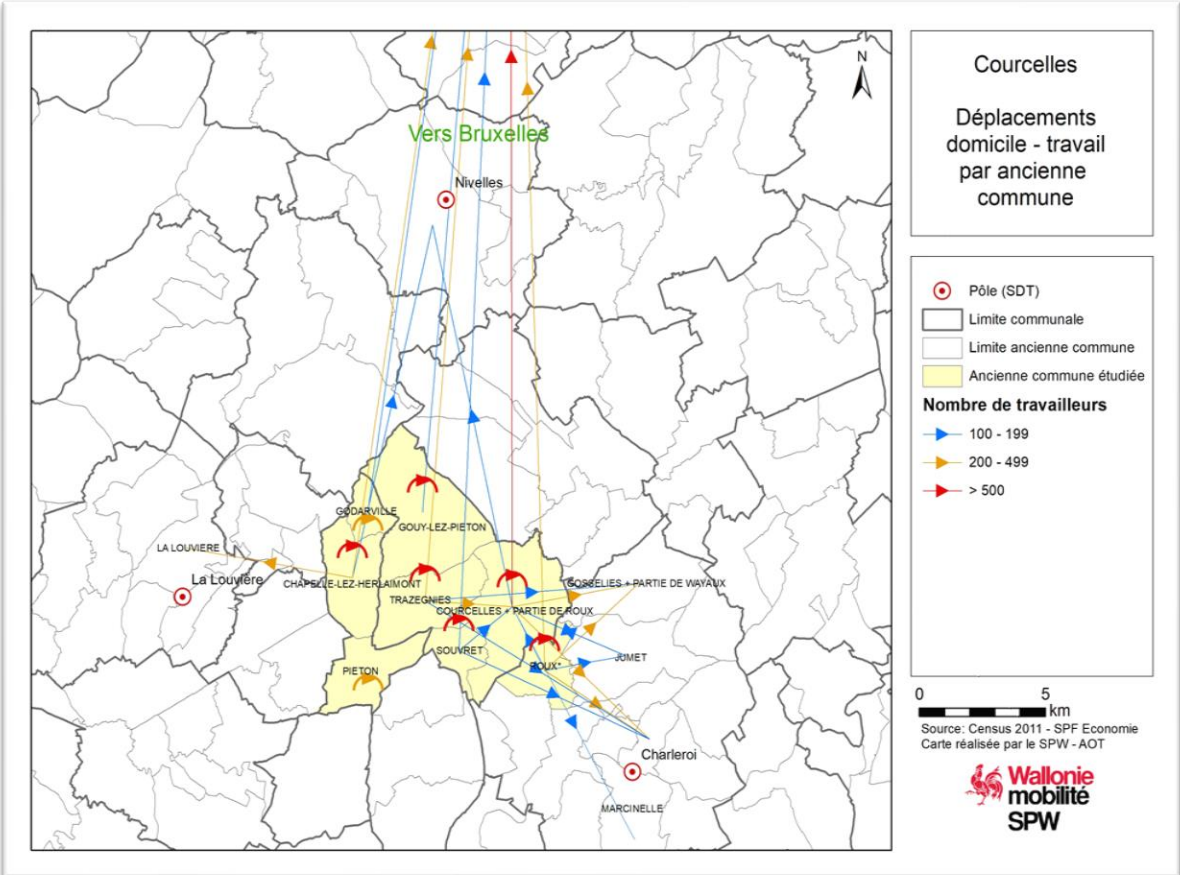 N
Vers Bruxelles
Nivelles
GODARVILLE
GOUY-LEZ-PIETON
LA LOUVIERE
La Louvière
CHAPELLE-LEZ-HERLAIMONT
GOSSELIES + PARTIE DE WAYAUX
TRAZEGNIES
COURCELLES + PARTIE DE ROUX
SOUVRET
JUMET
ROUX*
PIETON
Charleroi
MARCINELLE
Courcelles
Déplacements
domicile - travail
par ancienne
commune
Pôle (SDT)
Limite communale
Limite ancienne commune
Ancienne commune étudiée
Nombre de travailleurs
100 - 199
200 - 499
> 500
0 5
km
Source: Census 2011 - SPF Economie
Carte réalisée par le SPW - AOT
Wallonie
mobilité
SPW